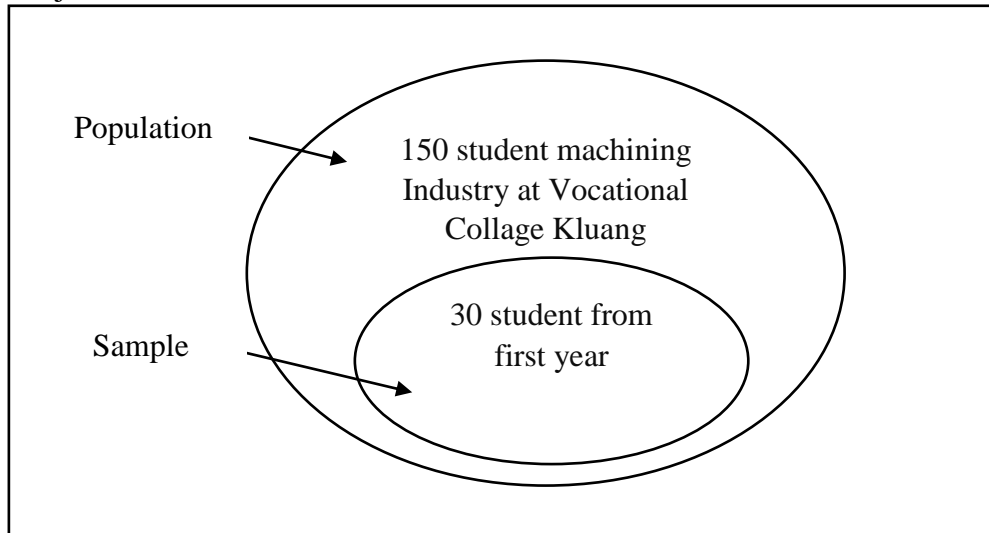 Population
150 student machining
Industry at Vocational
Collage Kluang
30 student from
first year
Sample